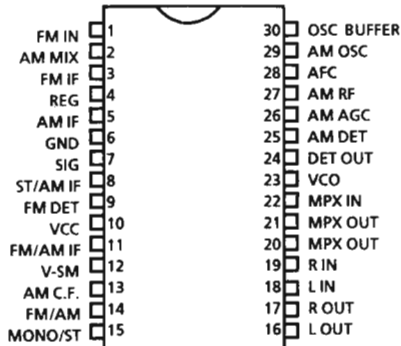 FM IN 1 30 OSC BUFFER
AM MIX 2 29 AM OSC
FM IF 3 28 AFC
REG 4 27 AM RF
AM IF 5 26 AM AGC
GND 6 25 AM DET
SIG 7 24 DET OUT
ST/AM IF 8 23 VCO
FM DET 9 22 MPX IN
VCC 10 21 MPX OUT
FM/AM IF 11 20 MPX OUT
V-SM 12 19 R IN
AM C.F. 13 18 L IN
FM/AM 14 17 R OUT
MONO/ST 15 16 L OUT